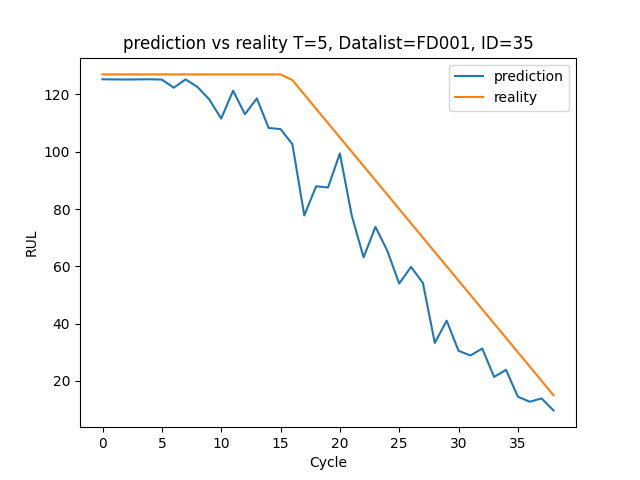 prediction vs reality T=5, Datalist=FD001, ID=35
prediction
reality
RUL
120
100
80
60
40
20
0 5 10 15 20 25 30 35
Cycle